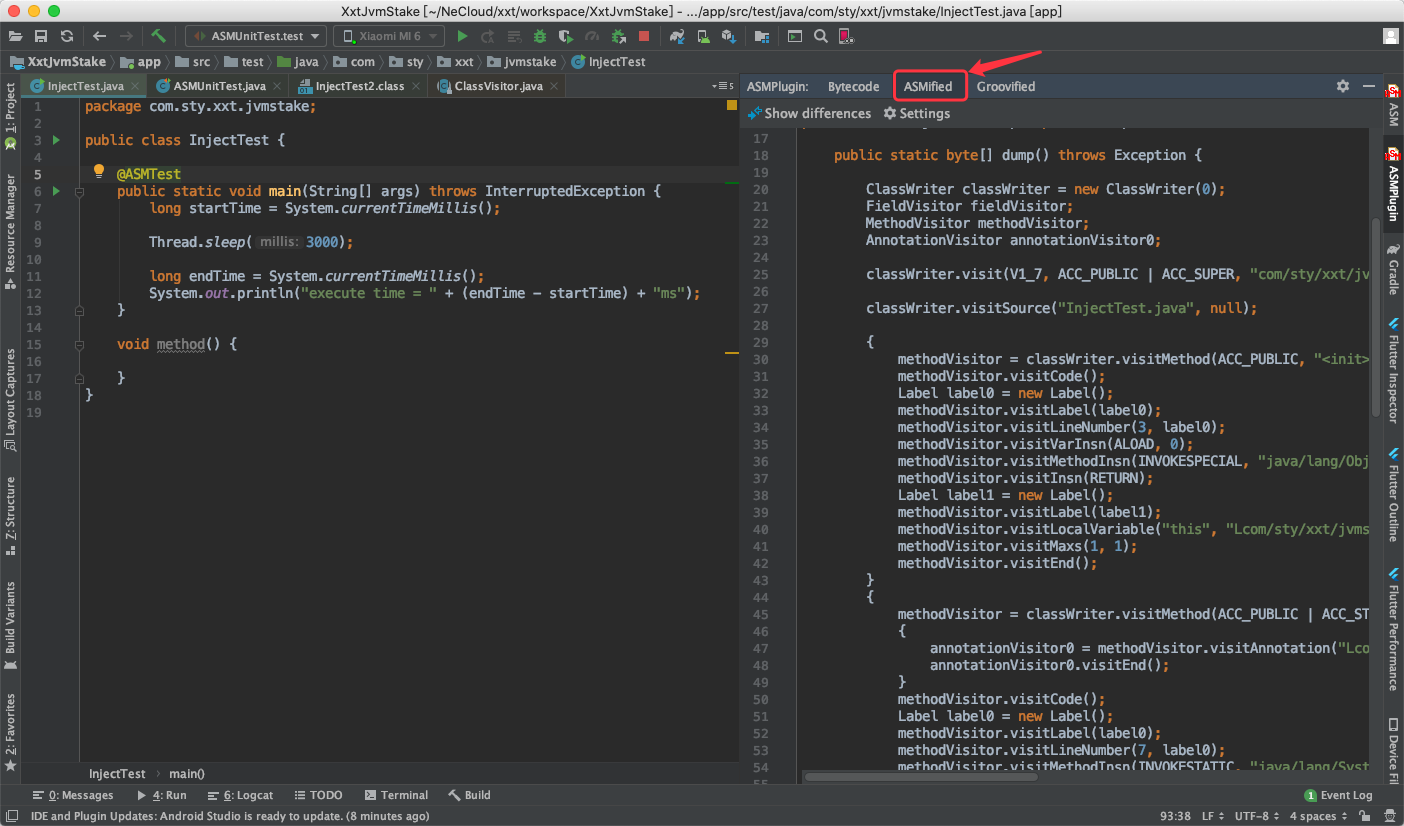 XxtJvmStake [~/NeCloud/xxt/workspace/XxtJvmStake] - .../app/src/test/java/com/sty/xxt/jvmstake/InjectTest.java [app]
ASMUnitTest.test
Xiaomi MI 6
XxtJvmStake
app
src
test
java
com
sty
xxt
jvmstake
InjectTest
InjectTest.java
ASMUnitTest.java
InjectTest2.class
ClassVisitor.java
1: Project
Resource Manager
Layout Captures
Z: Structure
Build Variants
2: Favorites
1 package com.sty.xxt.jvmstake;
2
3 public class InjectTest {
4
5 @ASMTest
6 public static void main(String[] args) throws InterruptedException {
7 long startTime = System.currentTimeMillis();
8
9 Thread.sleep( millis: 3000);
10
11 long endTime = System.currentTimeMillis();
12 System.out.println("execute time = " + (endTime - startTime) + "ms");
13 }
14
15 void method() {
16
17 }
18 }
19
InjectTest
main()
ASMPlugin:
Bytecode
ASMified
Groovified
Show differences
Settings
17
18 public static byte[] dump() throws Exception {
19
20 ClassWriter classWriter = new ClassWriter(0);
21 FieldVisitor fieldVisitor;
22 MethodVisitor methodVisitor;
23 AnnotationVisitor annotationVisitor0;
24
25 classWriter.visit(V1_7, ACC_PUBLIC | ACC_SUPER, "com/sty/xxt/jv
26
27 classWriter.visitSource("InjectTest.java", null);
28
29 {
30 methodVisitor = classWriter.visitMethod(ACC_PUBLIC, "<init>
31 methodVisitor.visitCode();
32 Label label0 = new Label();
33 methodVisitor.visitLabel(label0);
34 methodVisitor.visitLineNumber(3, label0);
35 methodVisitor.visitVarInsn(ALOAD, 0);
36 methodVisitor.visitMethodInsn(INVOKESPECIAL, "java/lang/Obj
37 methodVisitor.visitInsn(RETURN);
38 Label label1 = new Label();
39 methodVisitor.visitLabel(label1);
40 methodVisitor.visitLocalVariable("this", "Lcom/sty/xxt/jvms
41 methodVisitor.visitMaxs(1, 1);
42 methodVisitor.visitEnd();
43 }
44 {
45 methodVisitor = classWriter.visitMethod(ACC_PUBLIC | ACC_ST
46 {
47 annotationVisitor0 = methodVisitor.visitAnnotation("Lco
48 annotationVisitor0.visitEnd();
49 }
50 methodVisitor.visitCode();
51 Label label0 = new Label();
52 methodVisitor.visitLabel(label0);
53 methodVisitor.visitLineNumber(7, label0);
54 methodVisitor.visitMethodInsn(INVOKESTATIC, "java/lang/Syst
55
ASM
ASMPlugin
Gradle
Flutter Inspector
Flutter Outline
Flutter Performance
Device Fil
0: Messages
4: Run
6: Logcat
TODO
Terminal
Build
1 Event Log
IDE and Plugin Updates: Android Studio is ready to update. (8 minutes ago)
93:38
LF
UTF-8
4 spaces